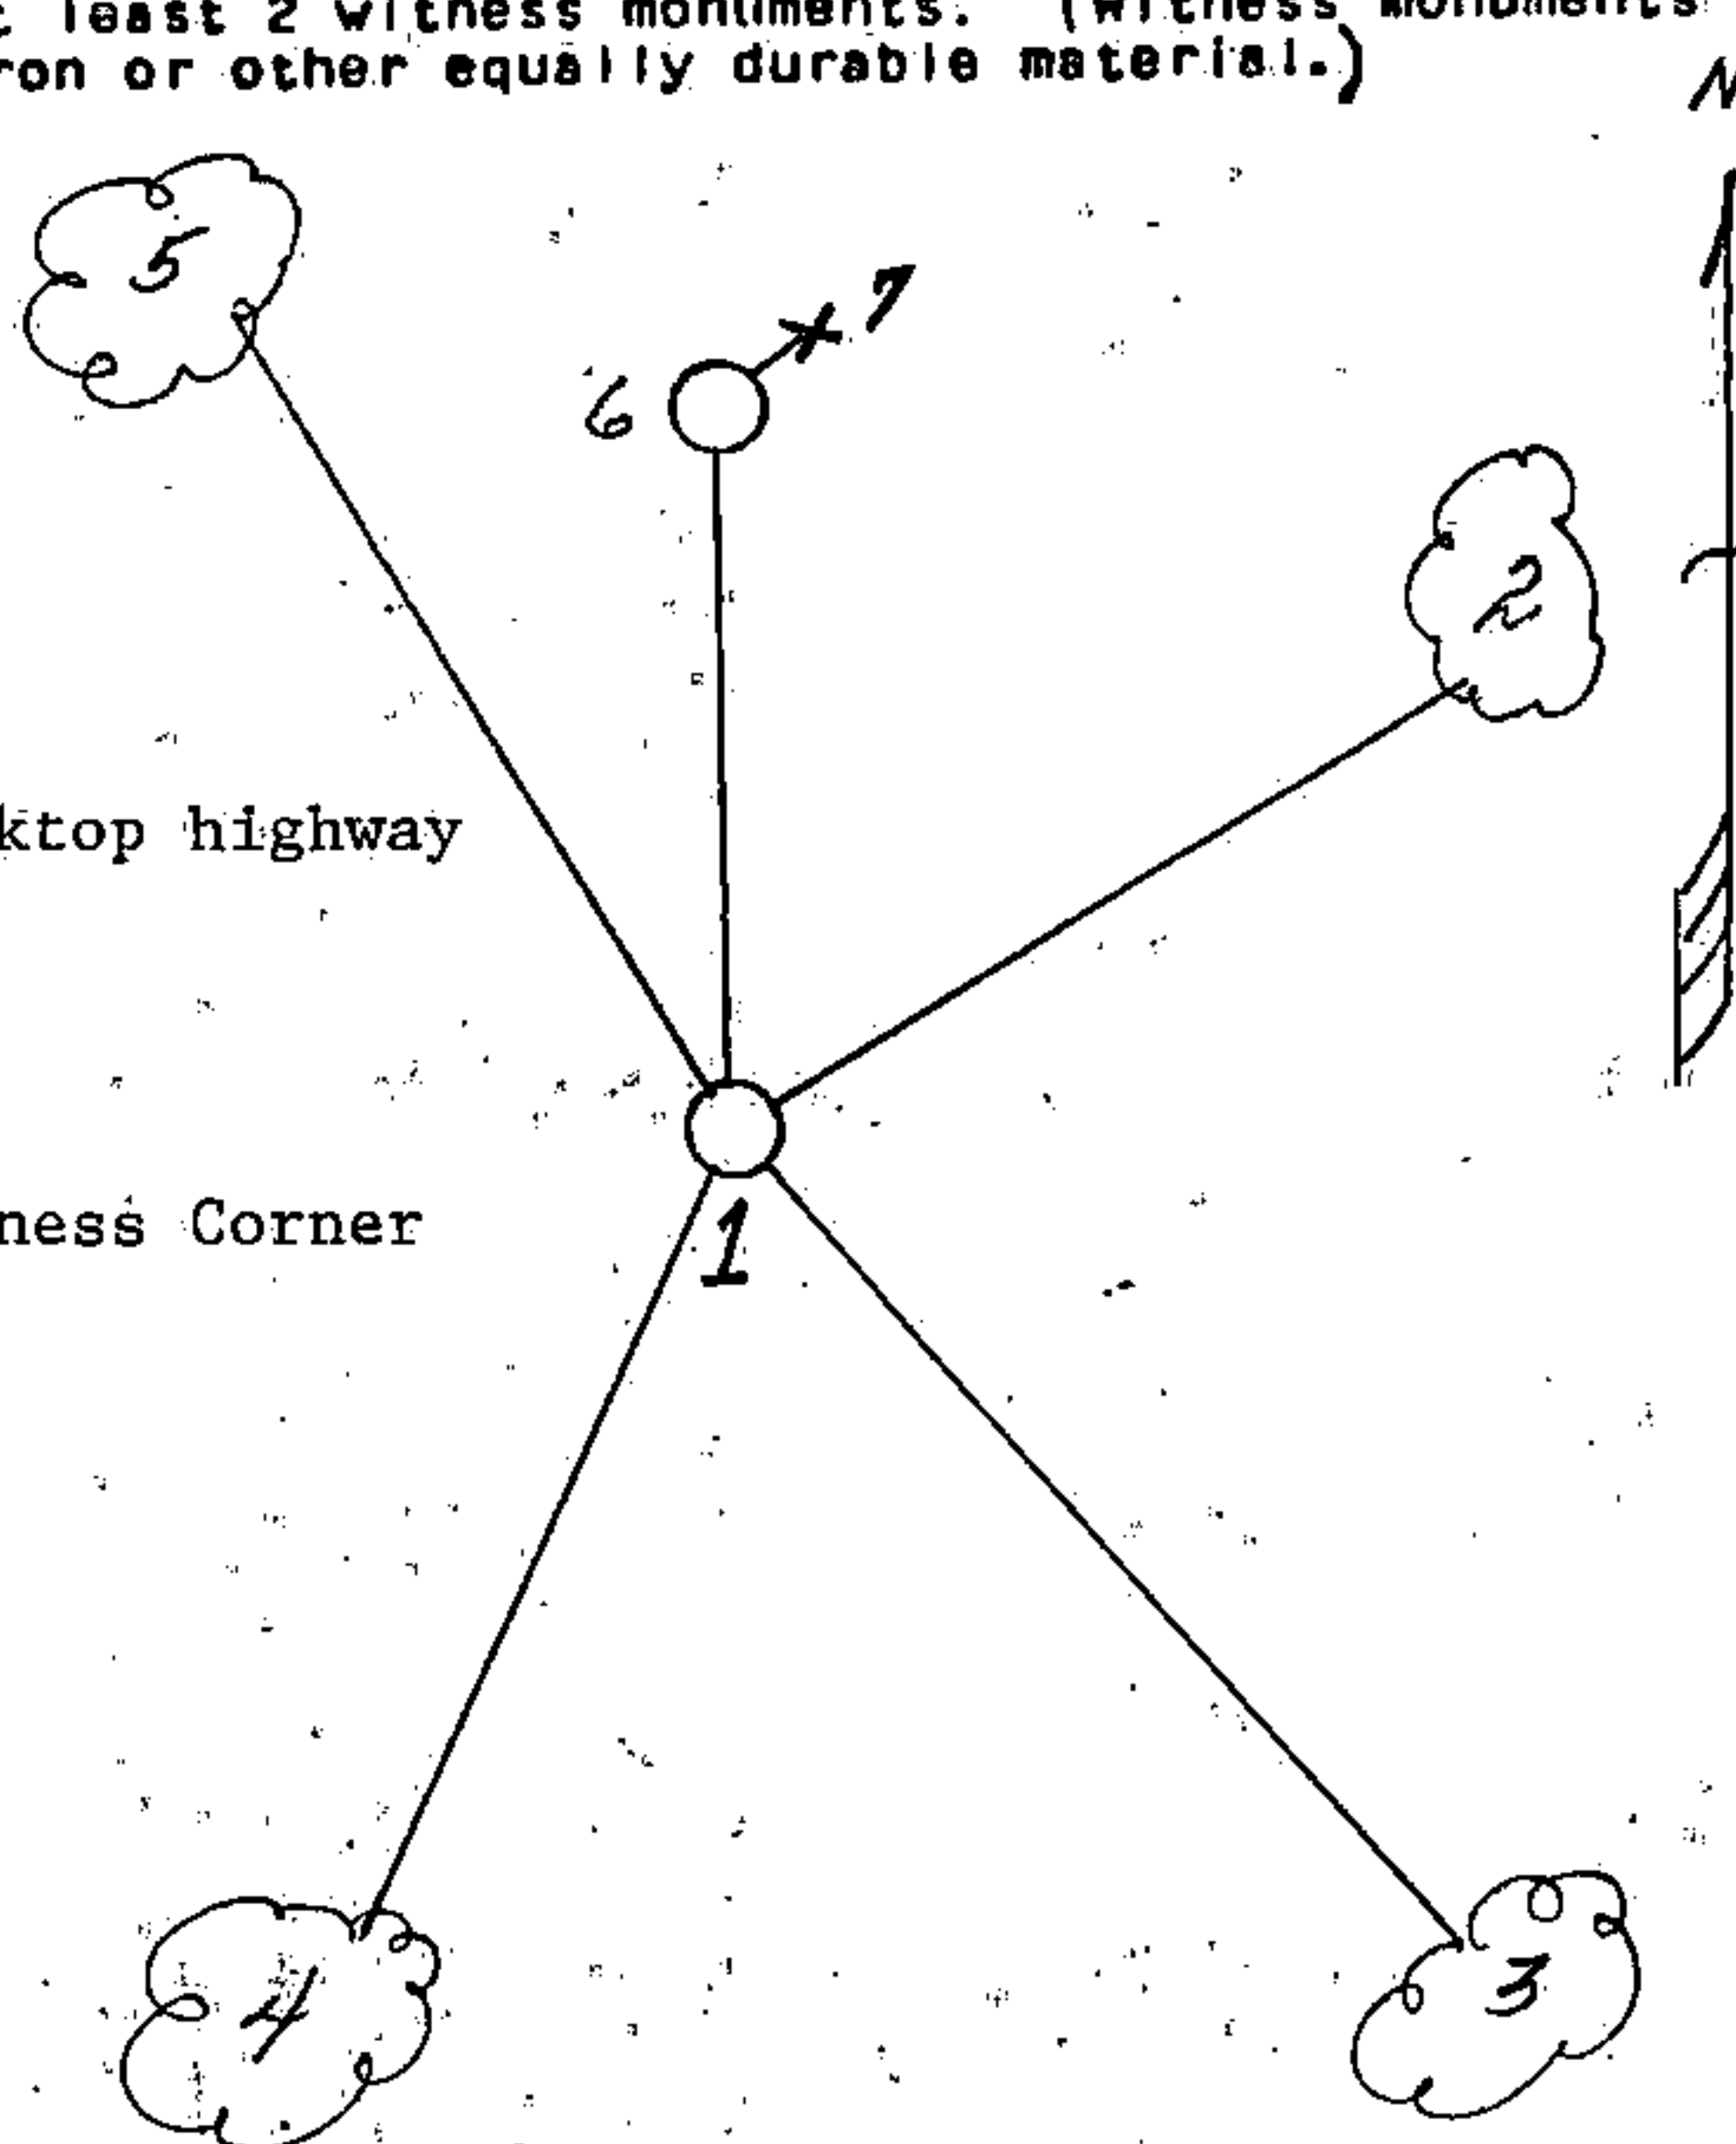 least 2 witness monuments. (Witness Monuments
ron or other equally durable material.)
N
5
7
6
2
ktop highway
ness Corner
1
4
3